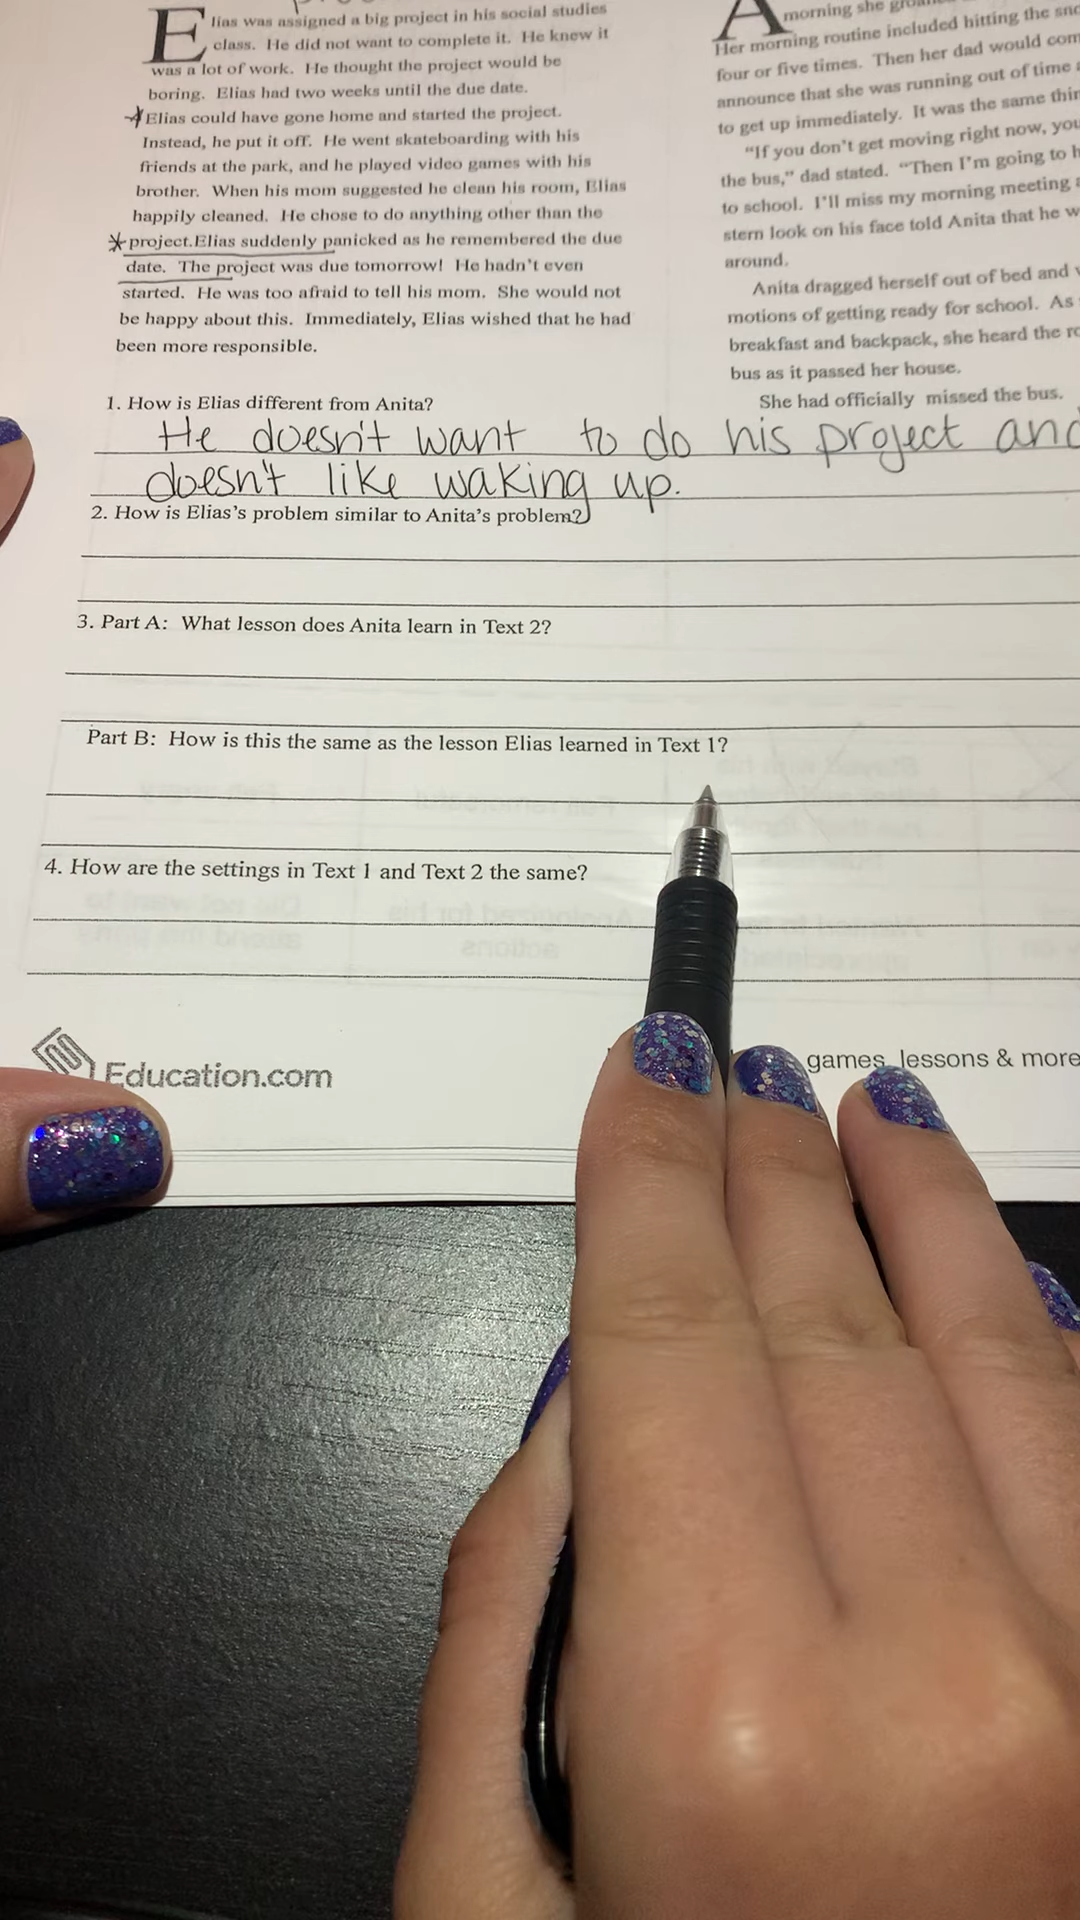 Elias was assigned a big project in his social studies
class. He did not want to complete it. He knew it
was a lot of work. He thought the project would be
boring. Elias had two weeks until the due date.
Elias could have gone home and started the project.
Instead, he put it off. He went skateboarding with his
friends at the park, and he played video games with his
brother. When his mom suggested he clean his room, Elias
happily cleaned. He chose to do anything other than the
project.Elias suddenly panicked as he remembered the due
date. The project was due tomorrow! He hadn't even
started. He was too afraid to tell his mom. She would not
be happy about this. Immediately, Elias wished that he had
been more responsible.
A
morning she
Her morning routine included hitting the
four or five times. Then her dad would
announce that she was running out of time
to get up immediately. It was the same
"If you don't get moving right now,
the bus," dad stated. "Then I'm going to
to school. I'll miss my morning meeting
stern look on his face told Anita that he
around.
Anita dragged herself out of bed and
motions of getting ready for school. As
breakfast and backpack, she heard the
bus as it passed her house.
She had officially missed the bus.
1. How is Elias different from Anita?
He doesn't want to do his project and
doesn't like waking up.
2. How is Elias's problem similar to Anita's problem?
3. Part A: What lesson does Anita learn in Text 2?
Part B: How is this the same as the lesson Elias learned in Text 1?
4. How are the settings in Text 1 and Text 2 the same?
Education.com
games, lessons & more